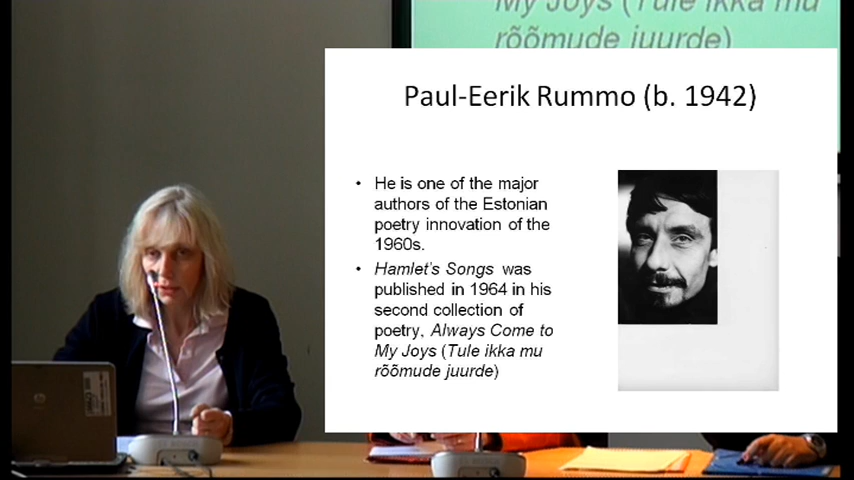 My Joys (Tule ikka mu
rõõmude juurde)
Paul-Eerik Rummo (b. 1942)
• He is one of the major
authors of the Estonian
poetry innovation of the
1960s.
• Hamlet's Songs was
published in 1964 in his
second collection of
poetry, Always Come to
My Joys (Tule ikka mu
rõõmude juurde)
hp